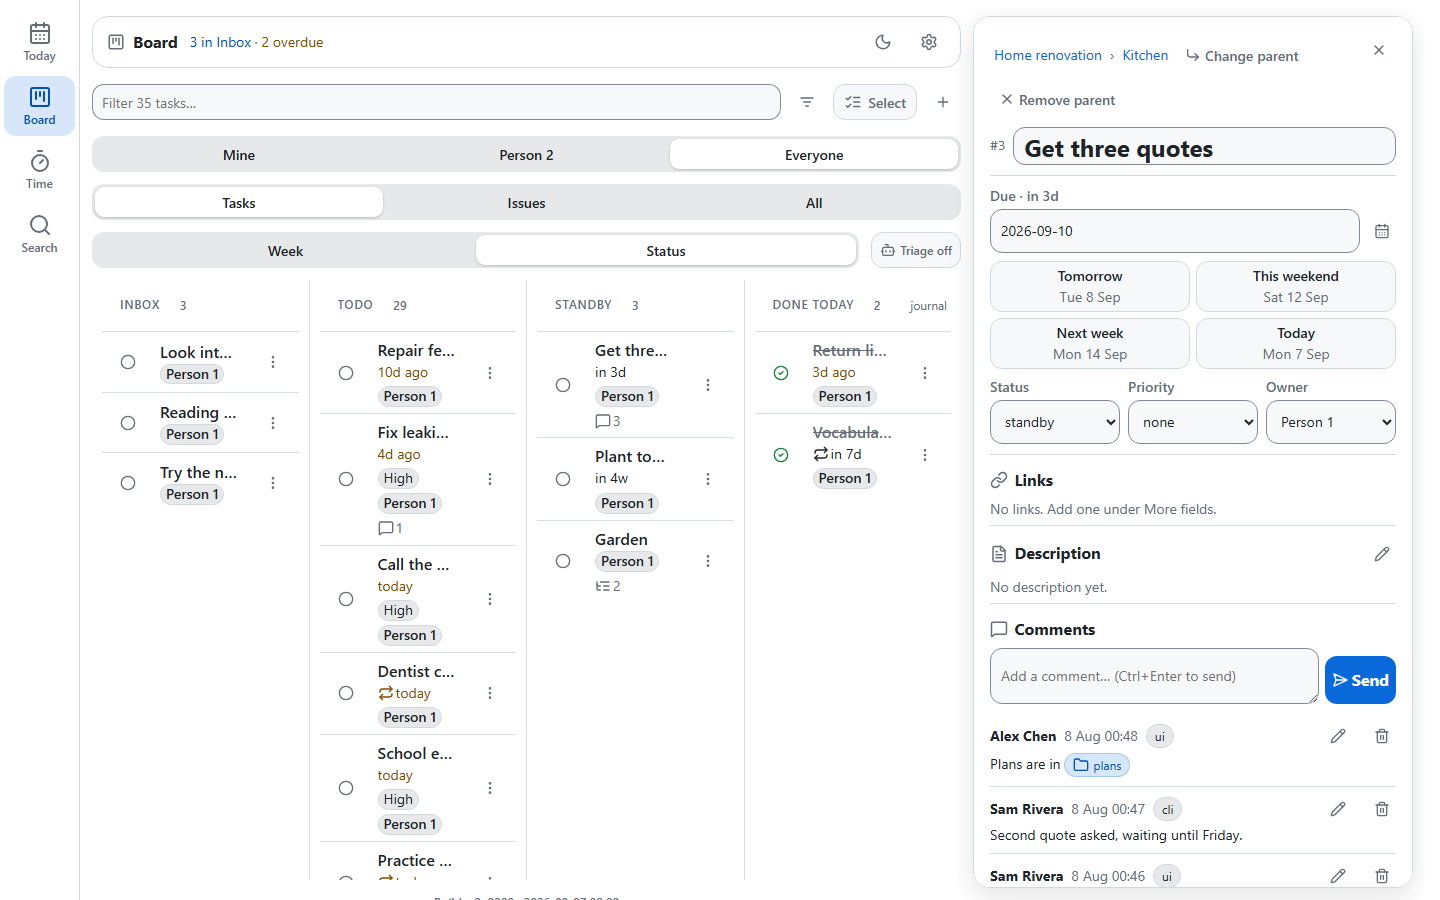 Today
Board
Time
Search
Board 3 in Inbox · 2 overdue
Filter 35 tasks...
Select
Mine
Person 2
Everyone
Tasks
Issues
All
Week
Status
Triage off
INBOX 3
Look int...
Person 1
Reading ...
Person 1
Try the n...
Person 1
TODO 29
Repair fe...
10d ago
Person 1
Fix leaki...
4d ago
High
Person 1
1
Call the ...
today
High
Person 1
Dentist c...
today
Person 1
School e...
today
High
Person 1
Practice ...
STANDBY 3
Get thre...
in 3d
Person 1
3
Plant to...
in 4w
Person 1
Garden
Person 1
2
DONE TODAY 2 journal
Return li...
3d ago
Person 1
Vocabula...
in 7d
Person 1
Home renovation › Kitchen Change parent
Remove parent
#3 Get three quotes
Due · in 3d
2026-09-10
Tomorrow
Tue 8 Sep
This weekend
Sat 12 Sep
Next week
Mon 14 Sep
Today
Mon 7 Sep
Status Priority Owner
standby none Person 1
Links
No links. Add one under More fields.
Description
No description yet.
Comments
Add a comment... (Ctrl+Enter to send)
Send
Alex Chen 8 Aug 00:48 ui
Plans are in plans
Sam Rivera 8 Aug 00:47 cli
Second quote asked, waiting until Friday.
Sam Rivera 8 Aug 00:46 ui